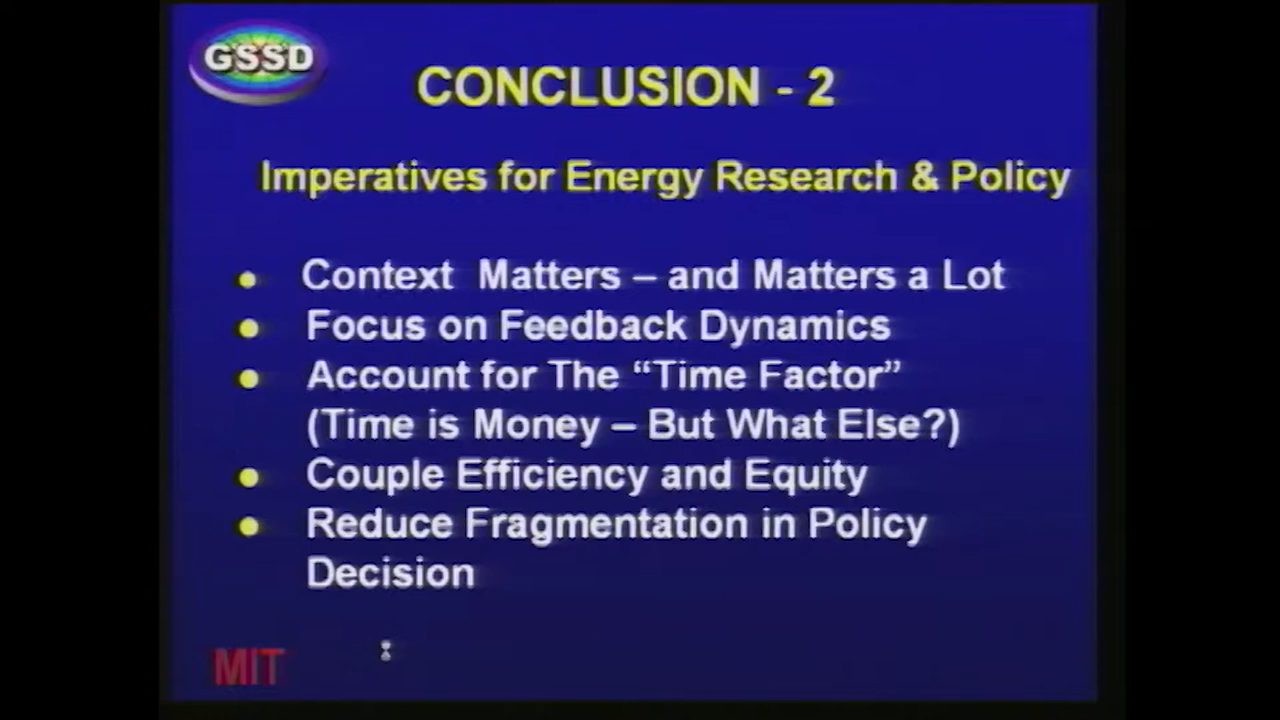 GSSD
CONCLUSION - 2
Imperatives for Energy Research & Policy
Context Matters – and Matters a Lot
Focus on Feedback Dynamics
Account for The “Time Factor”
(Time is Money – But What Else?)
Couple Efficiency and Equity
Reduce Fragmentation in Policy
Decision
MIT